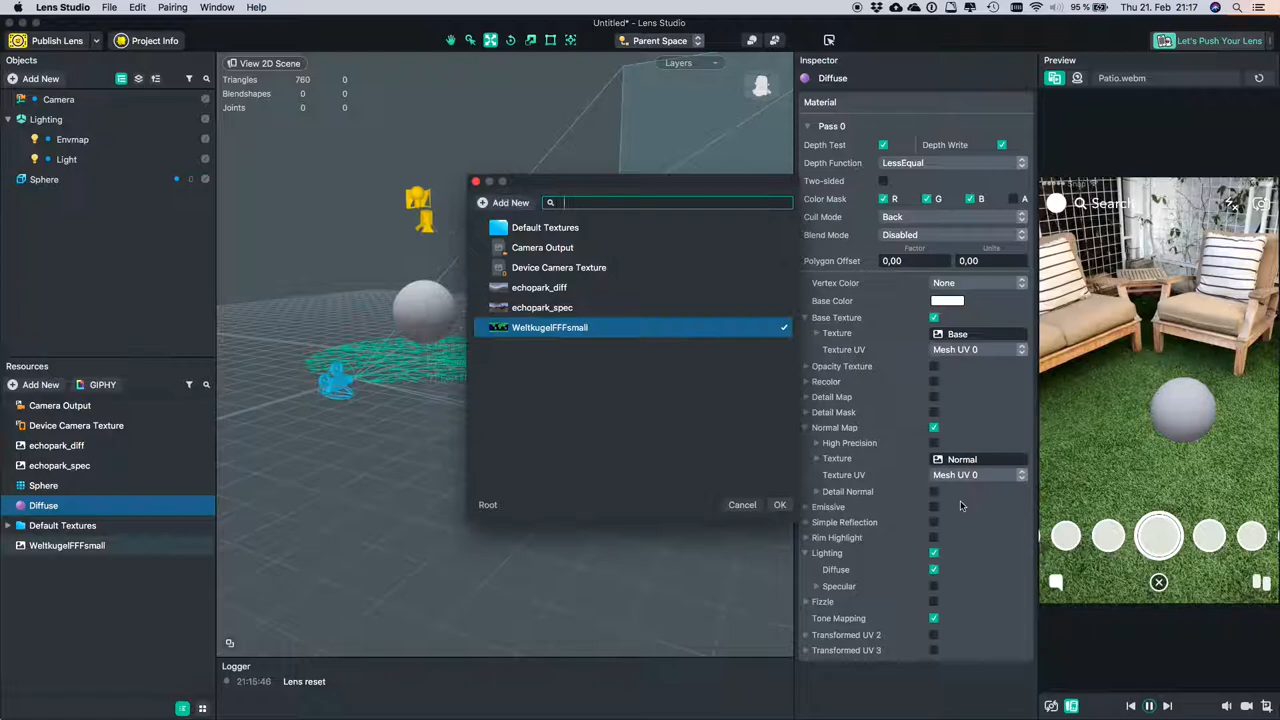 Lens Studio File Edit Pairing Window Help 95 % Thu 21. Feb 21:17
Untitled* - Lens Studio
Publish Lens Project Info Parent Space Let's Push Your Lens
Objects
Add New
Camera
Lighting
Envmap
Light
Sphere
Resources
Add New GIPHY
Camera Output
Device Camera Texture
echopark_diff
echopark_spec
Sphere
Diffuse
Default Textures
WeltkugelFFFsmall
View 2D Scene
Layers
Triangles 760 0
Blendshapes 0 0
Joints 0 0
Add New
Default Textures
Camera Output
Device Camera Texture
echopark_diff
echopark_spec
WeltkugelFFFsmall
Root Cancel OK
Logger
21:15:46 Lens reset
Inspector
Diffuse
Material
Pass 0
Depth Test Depth Write
Depth Function LessEqual
Two-sided
Color Mask R G B A
Cull Mode Back
Blend Mode Disabled
Factor Units
Polygon Offset 0,00 0,00
Vertex Color None
Base Color
Base Texture
Texture Base
Texture UV Mesh UV 0
Opacity Texture
Recolor
Detail Map
Detail Mask
Normal Map
High Precision
Texture Normal
Texture UV Mesh UV 0
Detail Normal
Emissive
Simple Reflection
Rim Highlight
Lighting
Diffuse
Specular
Fizzle
Tone Mapping
Transformed UV 2
Transformed UV 3
Preview
Patio.webm
Search